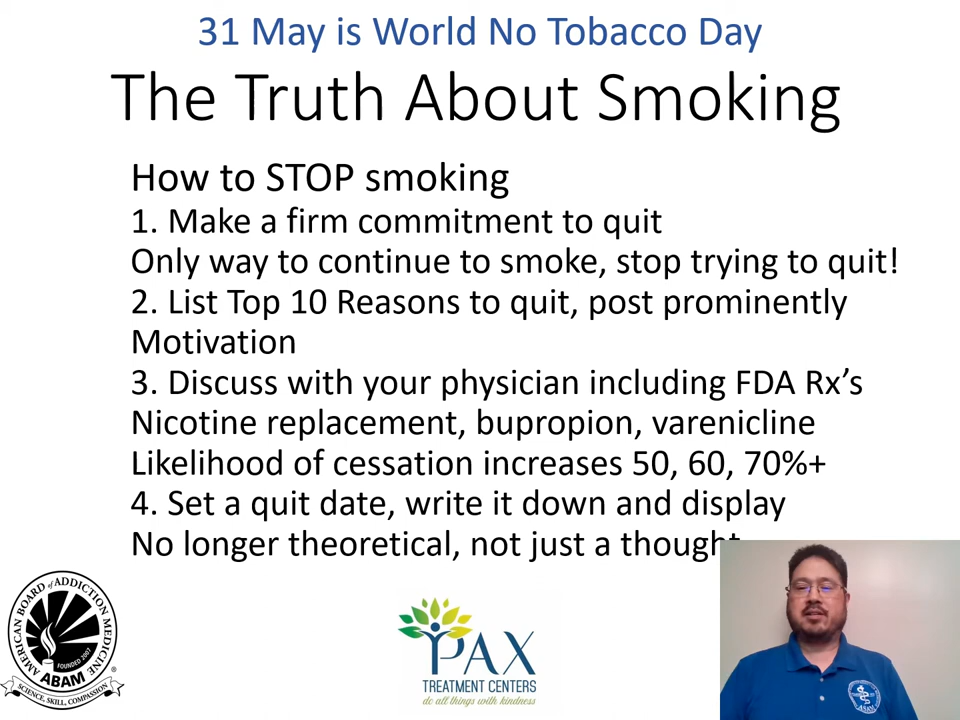 31 May is World No Tobacco Day
The Truth About Smoking
How to STOP smoking
1. Make a firm commitment to quit
Only way to continue to smoke, stop trying to quit!
2. List Top 10 Reasons to quit, post prominently
Motivation
3. Discuss with your physician including FDA Rx's
Nicotine replacement, bupropion, varenicline
Likelihood of cessation increases 50, 60, 70%+
4. Set a quit date, write it down and display
No longer theoretical, not just a thought
AMERICAN BOARD of ADDICTION MEDICINE
FOUNDED 2007
ABAM
®
SCIENCE, SKILL, COMPASSION
PAX
TREATMENT CENTERS
do all things with kindness